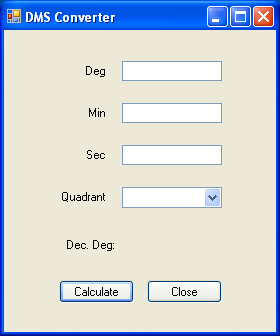 DMS Converter
Deg
Min
Sec
Quadrant
Dec. Deg:
Calculate Close